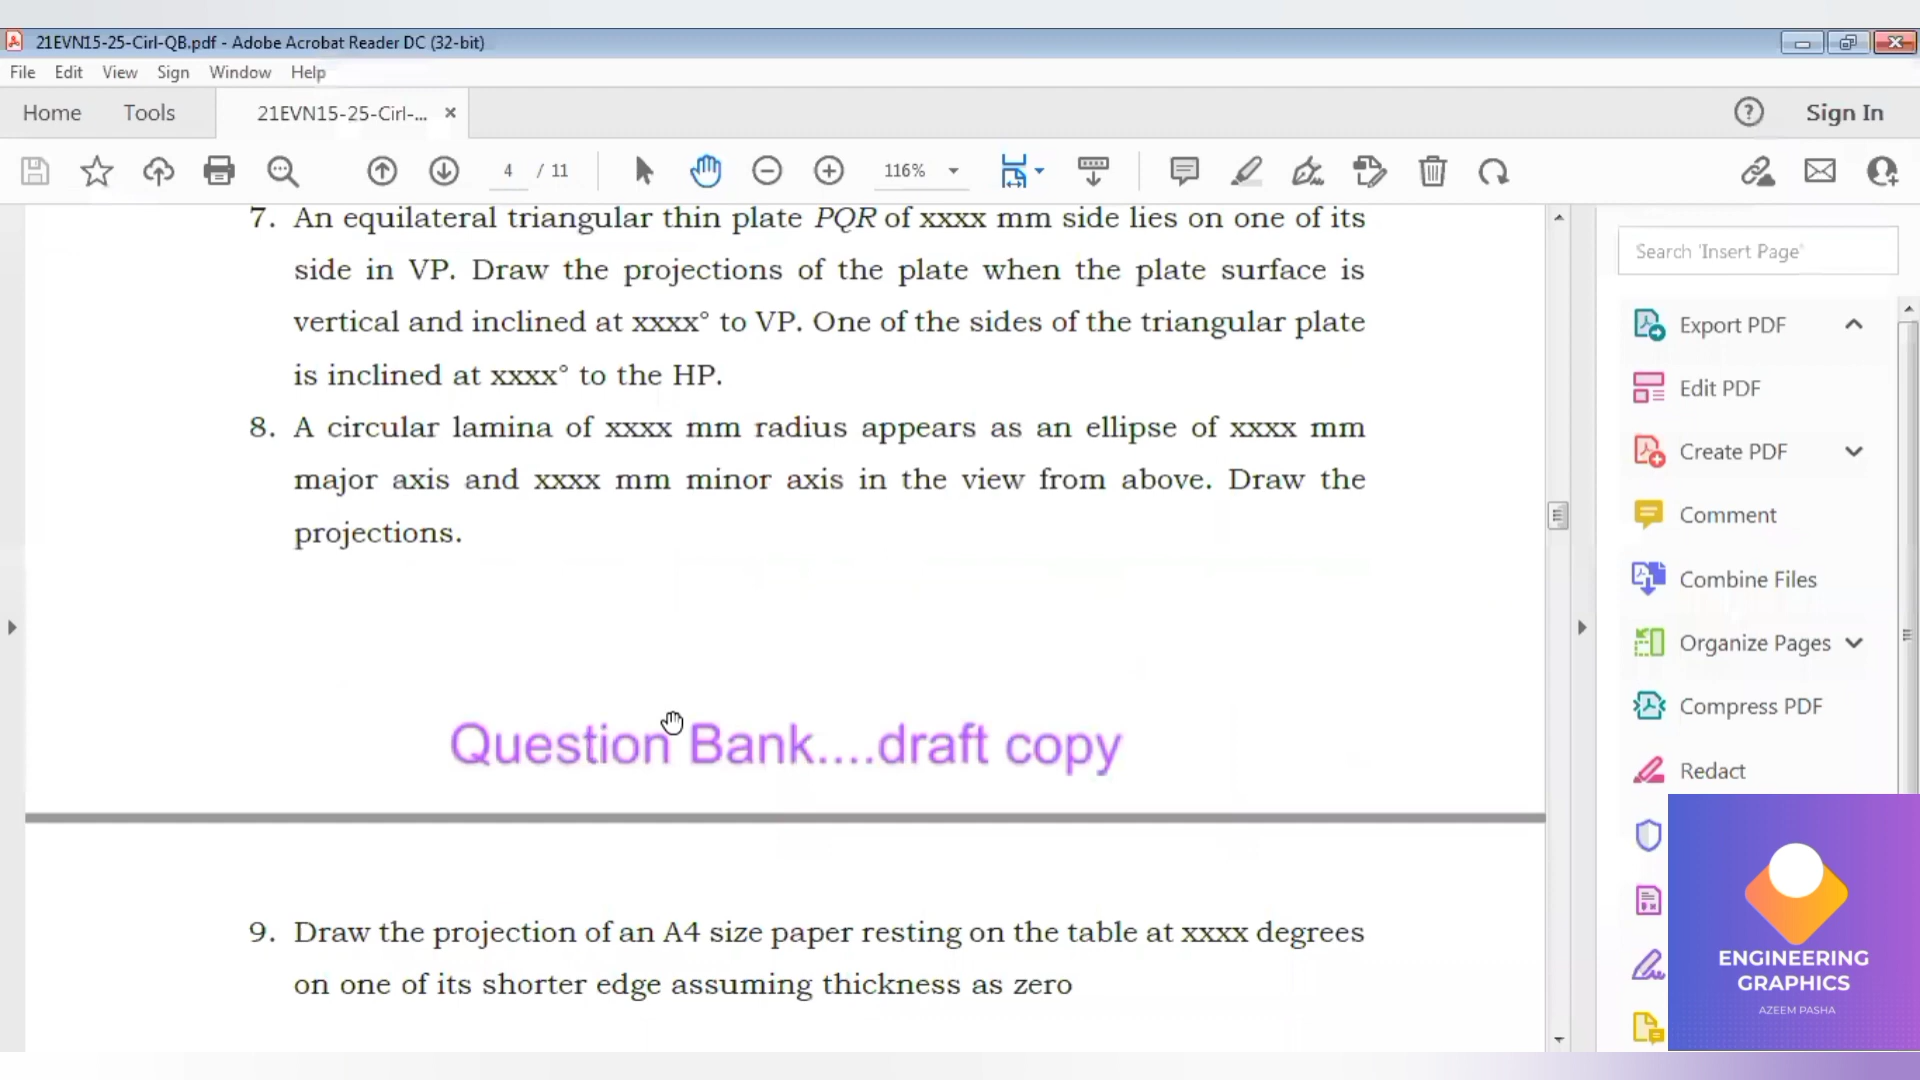 21EVN15-25-Cirl-QB.pdf - Adobe Acrobat Reader DC (32-bit)
File Edit View Sign Window Help
Home Tools 21EVN15-25-Cirl-... × Sign In
4 / 11 116%
7. An equilateral triangular thin plate PQR of xxxx mm side lies on one of its
side in VP. Draw the projections of the plate when the plate surface is
vertical and inclined at xxxx° to VP. One of the sides of the triangular plate
is inclined at xxxx° to the HP.
8. A circular lamina of xxxx mm radius appears as an ellipse of xxxx mm
major axis and xxxx mm minor axis in the view from above. Draw the
projections.
Question Bank....draft copy
9. Draw the projection of an A4 size paper resting on the table at xxxx degrees
on one of its shorter edge assuming thickness as zero
Search 'Insert Page'
Export PDF
Edit PDF
Create PDF
Comment
Combine Files
Organize Pages
Compress PDF
Redact
ENGINEERING
GRAPHICS
AZEEM PASHA